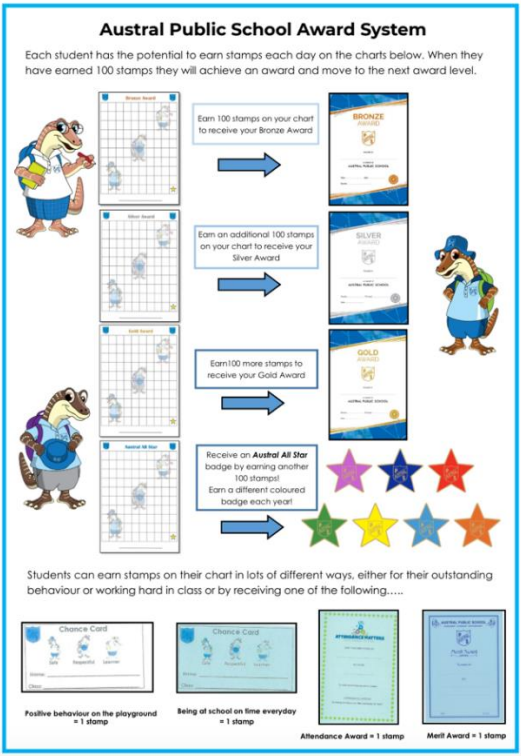 Austral Public School Award System
Each student has the potential to earn stamps each day on the charts below. When they
have earned 100 stamps they will achieve an award and move to the next award level.
Bronze Award
Earn 100 stamps on your chart
to receive your Bronze Award
BRONZE
AWARD
AUSTRAL PUBLIC SCHOOL
Silver Award
Earn an additional 100 stamps
on your chart to receive your
Silver Award
SILVER
AWARD
AUSTRAL PUBLIC SCHOOL
Gold Award
Earn100 more stamps to
receive your Gold Award
GOLD
AWARD
AUSTRAL PUBLIC SCHOOL
Austral All Star
Receive an Austral All Star
badge by earning another
100 stamps!
Earn a different coloured
badge each year!
Students can earn stamps on their chart in lots of different ways, either for their outstanding
behaviour or working hard in class or by receiving one of the following.....
Chance Card
Safe Respectful Learner
Name:
Class:
Positive behaviour on the playground
= 1 stamp
Chance Card
Safe Respectful Learner
Name:
Class:
Being at school on time everyday
= 1 stamp
ATTENDANCE MATTERS
Attendance Award = 1 stamp
AUSTRAL PUBLIC SCHOOL
Merit Award
Merit Award = 1 stamp